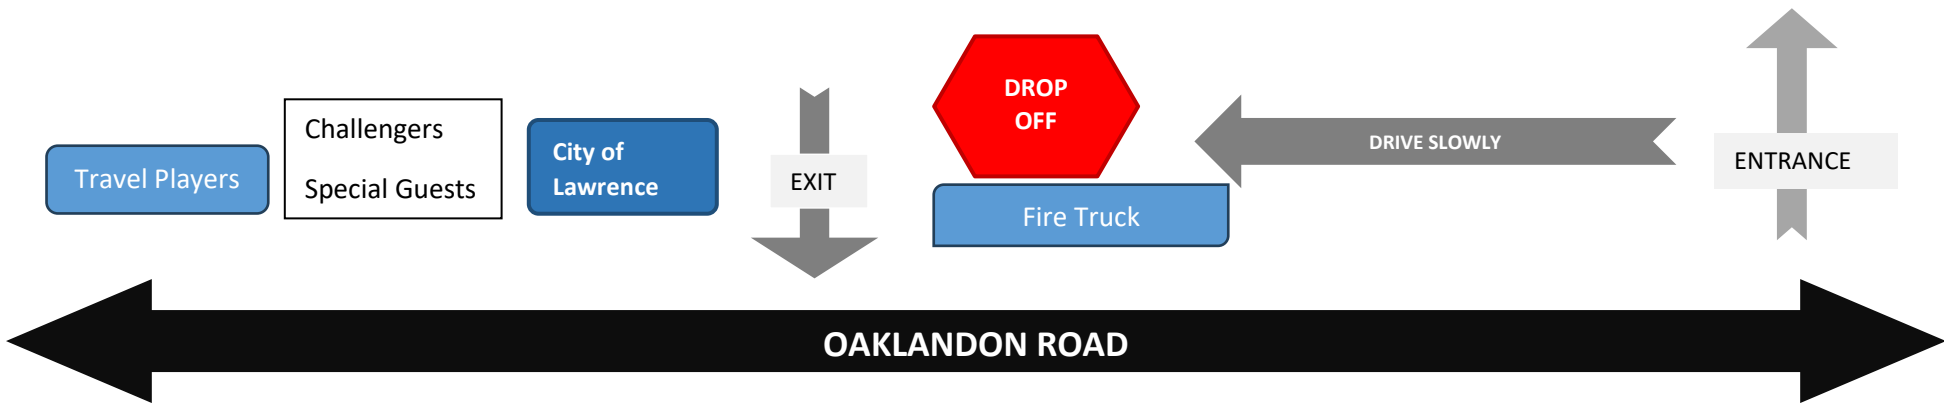 Travel Players
Challengers
Special Guests
City of
Lawrence
EXIT
DROP
OFF
Fire Truck
DRIVE SLOWLY
ENTRANCE
OAKLANDON ROAD